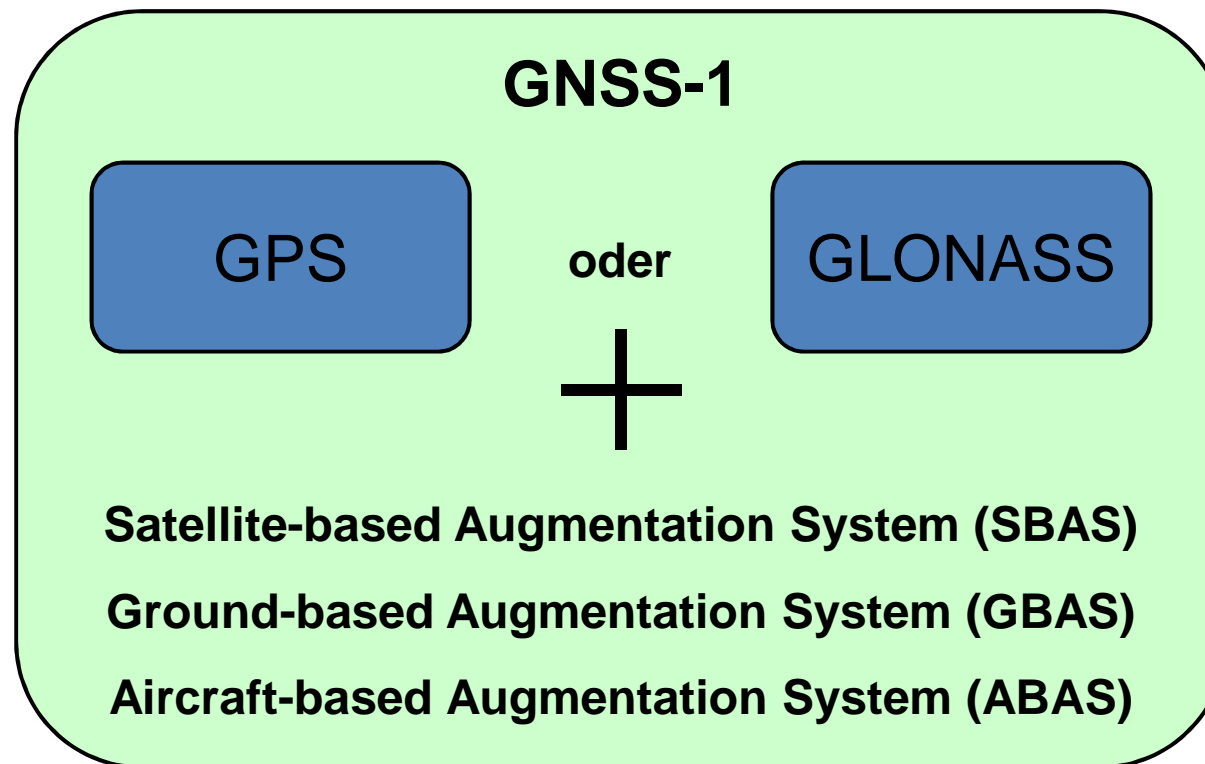 GNSS-1
GPS oder GLONASS
Satellite-based Augmentation System (SBAS)
Ground-based Augmentation System (GBAS)
Aircraft-based Augmentation System (ABAS)